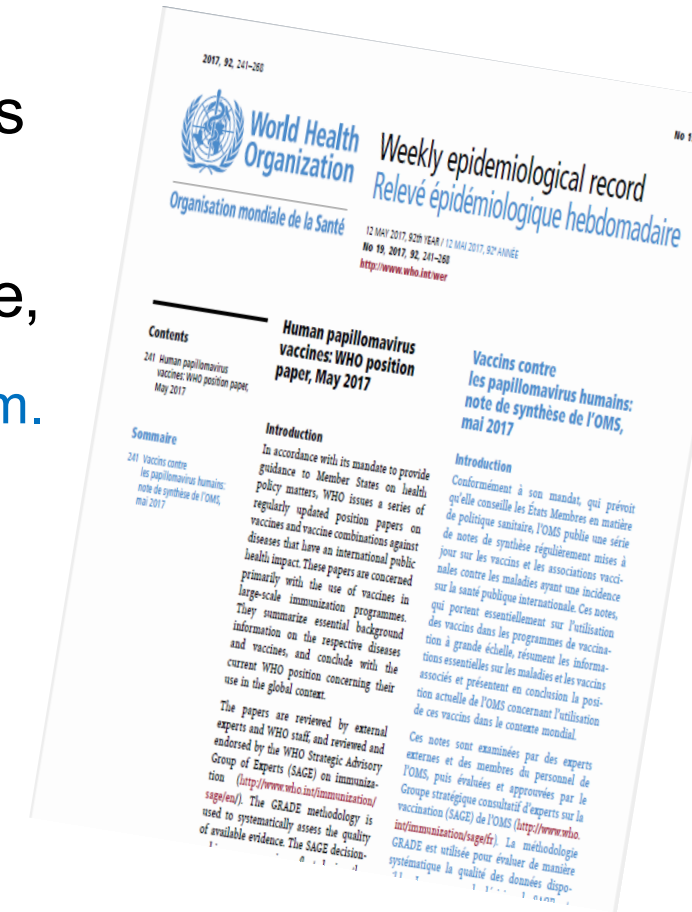 s
e,
m.
2017, 92, 241–268
No 1
World Health
Organization
Organisation mondiale de la Santé
Weekly epidemiological record
Relevé épidémiologique hebdomadaire
12 MAY 2017, 92th YEAR / 12 MAI 2017, 92e ANNÉE
No 19, 2017, 92, 241–268
http://www.who.int/wer
Contents
241 Human papillomavirus
vaccines: WHO position paper,
May 2017
Sommaire
241 Vaccins contre
les papillomavirus humains:
note de synthèse de l'OMS,
mai 2017
Human papillomavirus
vaccines: WHO position
paper, May 2017
Introduction
In accordance with its mandate to provide
guidance to Member States on health
policy matters, WHO issues a series of
regularly updated position papers on
vaccines and vaccine combinations against
diseases that have an international public
health impact. These papers are concerned
primarily with the use of vaccines in
large-scale immunization programmes.
They summarize essential background
information on the respective diseases
and vaccines, and conclude with the
current WHO position concerning their
use in the global context.
The papers are reviewed by external
experts and WHO staff, and reviewed and
endorsed by the WHO Strategic Advisory
Group of Experts (SAGE) on immuniza-
tion (http://www.who.int/immunization/
sage/en/). The GRADE methodology is
used to systematically assess the quality
of available evidence. The SAGE decision-
Vaccins contre
les papillomavirus humains:
note de synthèse de l'OMS,
mai 2017
Introduction
Conformément à son mandat, qui prévoit
qu'elle conseille les États Membres en matière
de politique sanitaire, l'OMS publie une série
de notes de synthèse régulièrement mises à
jour sur les vaccins et les associations vacci-
nales contre les maladies ayant une incidence
sur la santé publique internationale. Ces notes,
qui portent essentiellement sur l'utilisation
des vaccins dans les programmes de vaccina-
tion à grande échelle, résument les informa-
tions essentielles sur les maladies et les vaccins
associés et présentent en conclusion la posi-
tion actuelle de l'OMS concernant l'utilisation
de ces vaccins dans le contexte mondial.
Ces notes sont examinées par des experts
externes et des membres du personnel de
l'OMS, puis évaluées et approuvées par le
Groupe stratégique consultatif d'experts sur la
vaccination (SAGE) de l'OMS (http://www.who.
int/immunization/sage/fr). La méthodologie
GRADE est utilisée pour évaluer de manière
systématique la qualité des données dispo-